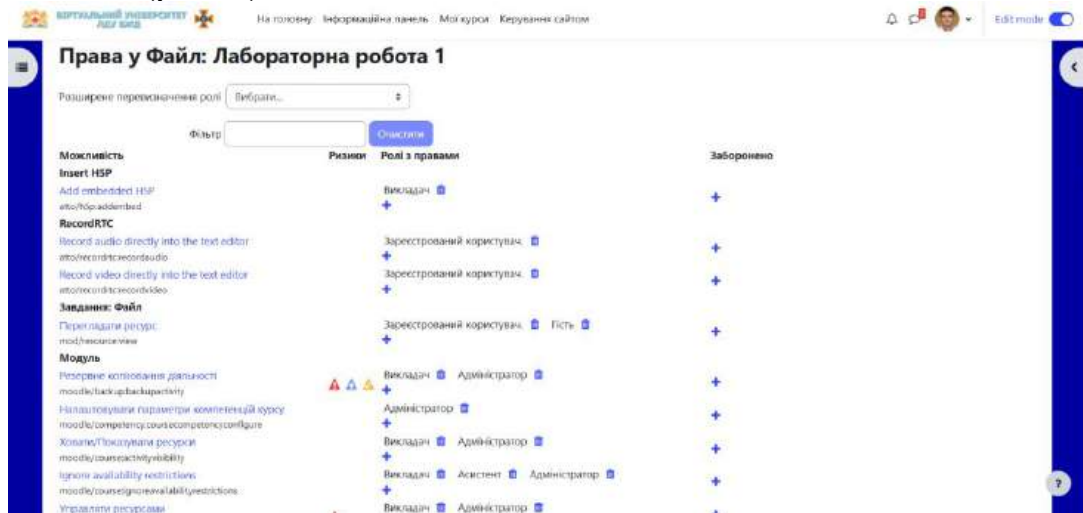 ВІРТУАЛЬНИЙ УНІВЕРСИТЕТ
ЛДУ БЖД
На головну Інформаційна панель Мої курси Керування сайтом
Edit mode
Права у Файл: Лабораторна робота 1
Розширене перевизначення ролі Вибрати...
Фільтр Очистити
Можливість Ризики Ролі з правами Заборонено
Insert H5P
Add embedded H5P Викладач
atto/h5p:addembed
RecordRTC
Record audio directly into the text editor Зареєстрований користувач.
atto/recordrtc:recordaudio
Record video directly into the text editor Зареєстрований користувач.
atto/recordrtc:recordvideo
Завдання: Файл
Переглядати ресурс Зареєстрований користувач. Гість
mod/resource:view
Модуль
Резервне копіювання діяльності Викладач Адміністратор
moodle/backup:backupactivity
Налаштовувати параметри компетенцій курсу Адміністратор
moodle/competency:coursecompetencyconfigure
Ховати/Показувати ресурси Викладач Адміністратор
moodle/course:activityvisibility
Ignore availability restrictions Викладач Асистент Адміністратор
moodle/course:ignoreavailabilityrestrictions
Управляти ресурсами Викладач Адміністратор